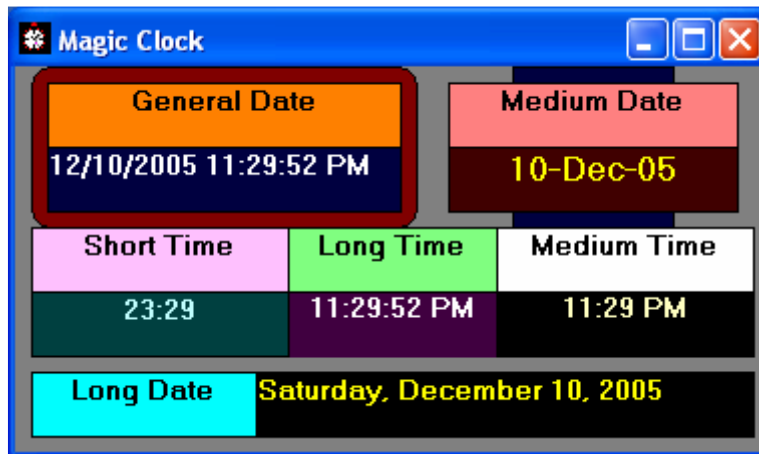 Magic Clock
General Date
Medium Date
12/10/2005 11:29:52 PM
10-Dec-05
Short Time
Long Time
Medium Time
23:29
11:29:52 PM
11:29 PM
Long Date
Saturday, December 10, 2005